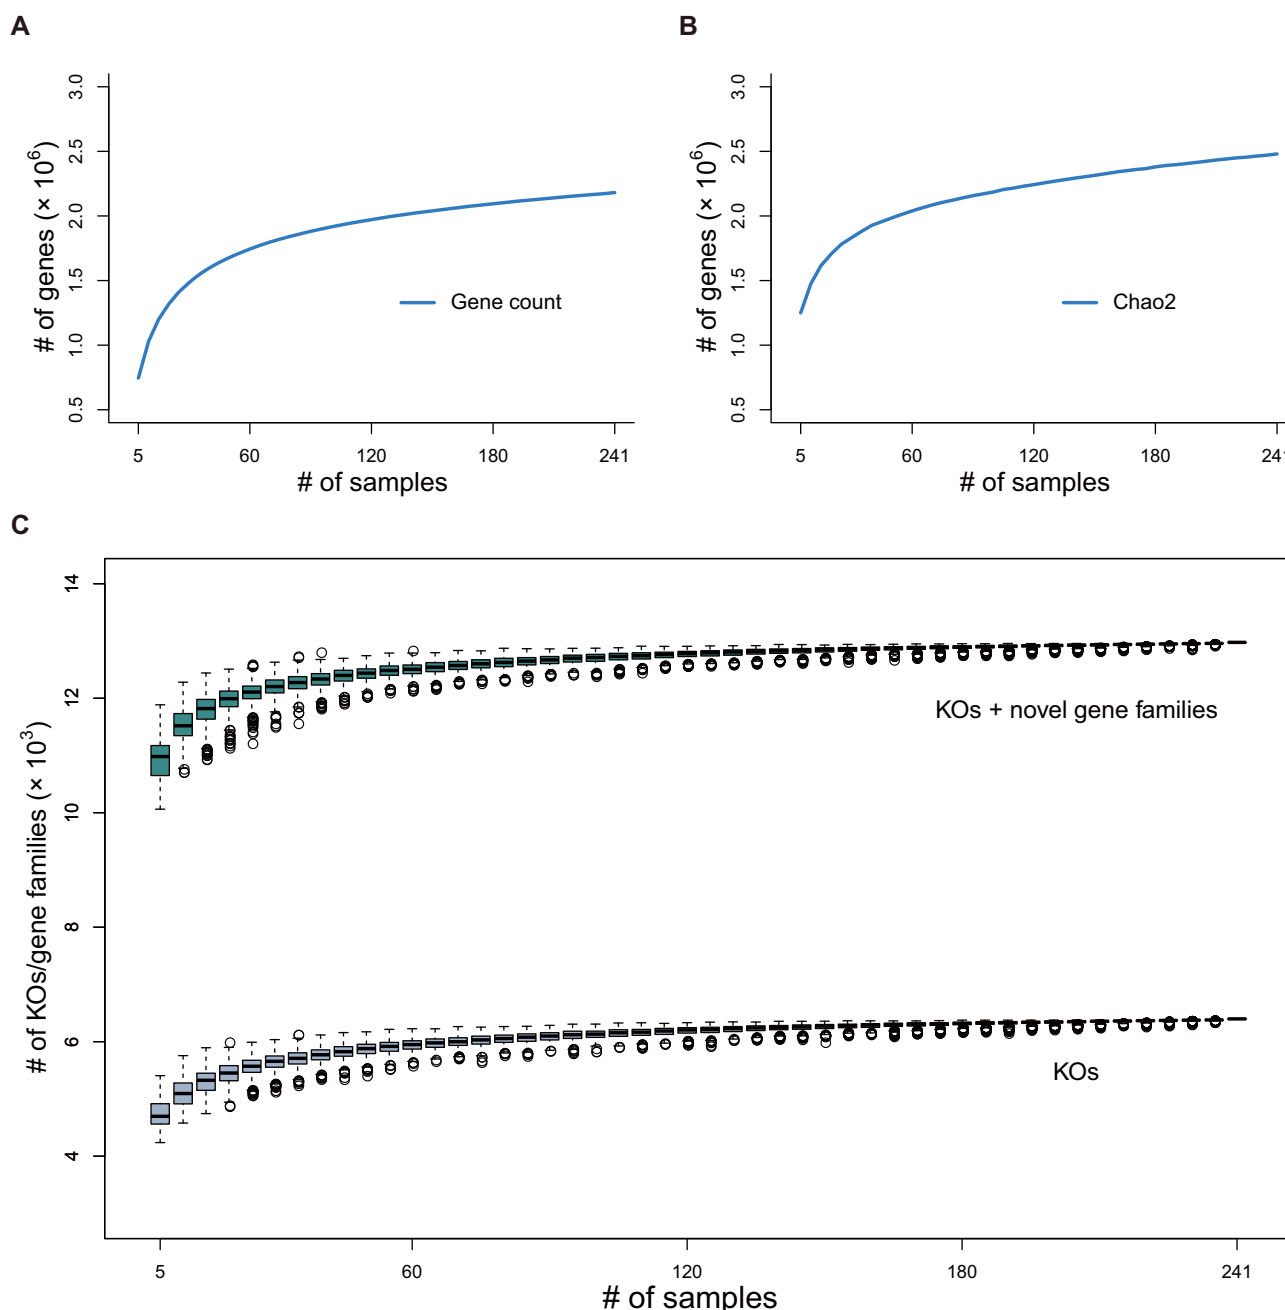 A
# of genes (× 10⁶)
3.0
2.5
2.0
1.5
1.0
0.5
Gene count
5 60 120 180 241
# of samples
B
# of genes (× 10⁶)
3.0
2.5
2.0
1.5
1.0
0.5
Chao2
5 60 120 180 241
# of samples
C
# of KOs/gene families (× 10³)
14
12
10
8
6
4
KOs + novel gene families
KOs
5 60 120 180 241
# of samples